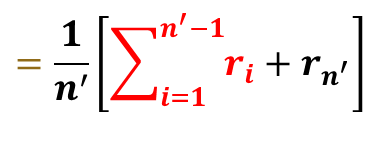 = 1/n′ [∑_{i=1}^{n′−1} r_i + r_{n′}]